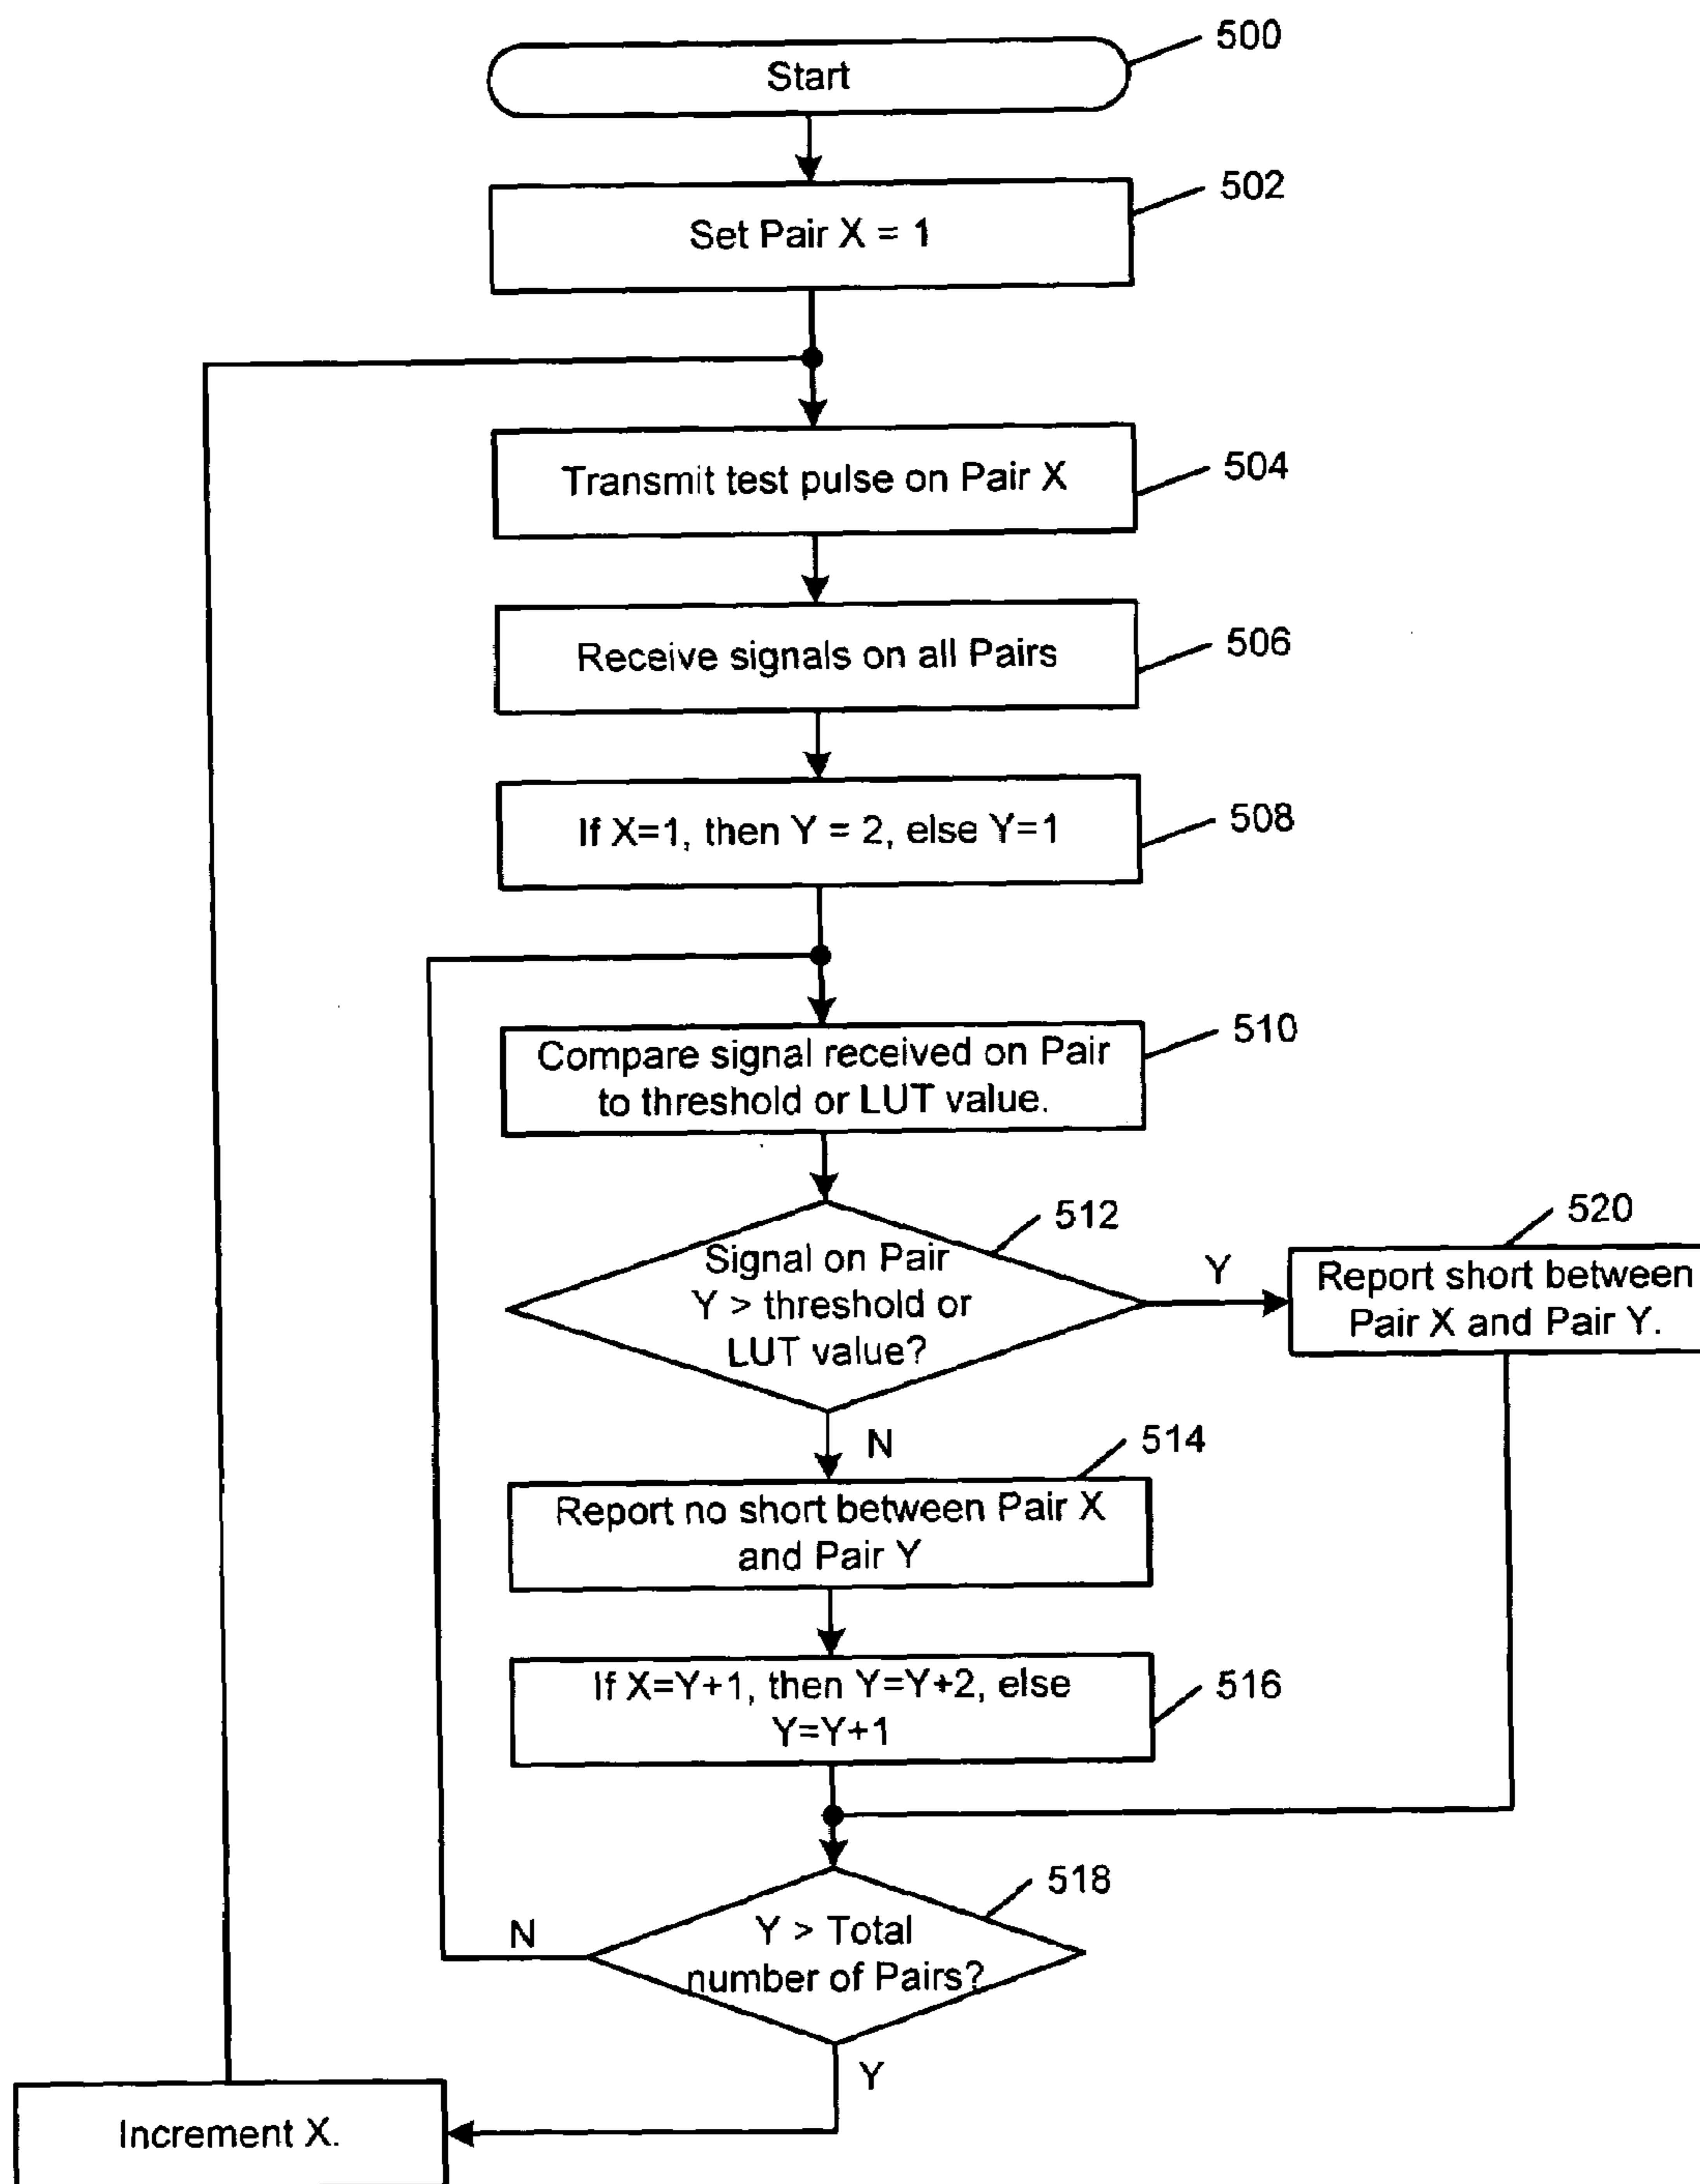 500
Start
502
Set Pair X = 1
504
Transmit test pulse on Pair X
506
Receive signals on all Pairs
508
If X=1, then Y = 2, else Y=1
510
Compare signal received on Pair
to threshold or LUT value.
512
Signal on Pair
Y > threshold or
LUT value?
Y
520
Report short between
Pair X and Pair Y.
N
514
Report no short between Pair X
and Pair Y
516
If X=Y+1, then Y=Y+2, else
Y=Y+1
518
Y > Total
number of Pairs?
N
Y
Increment X.